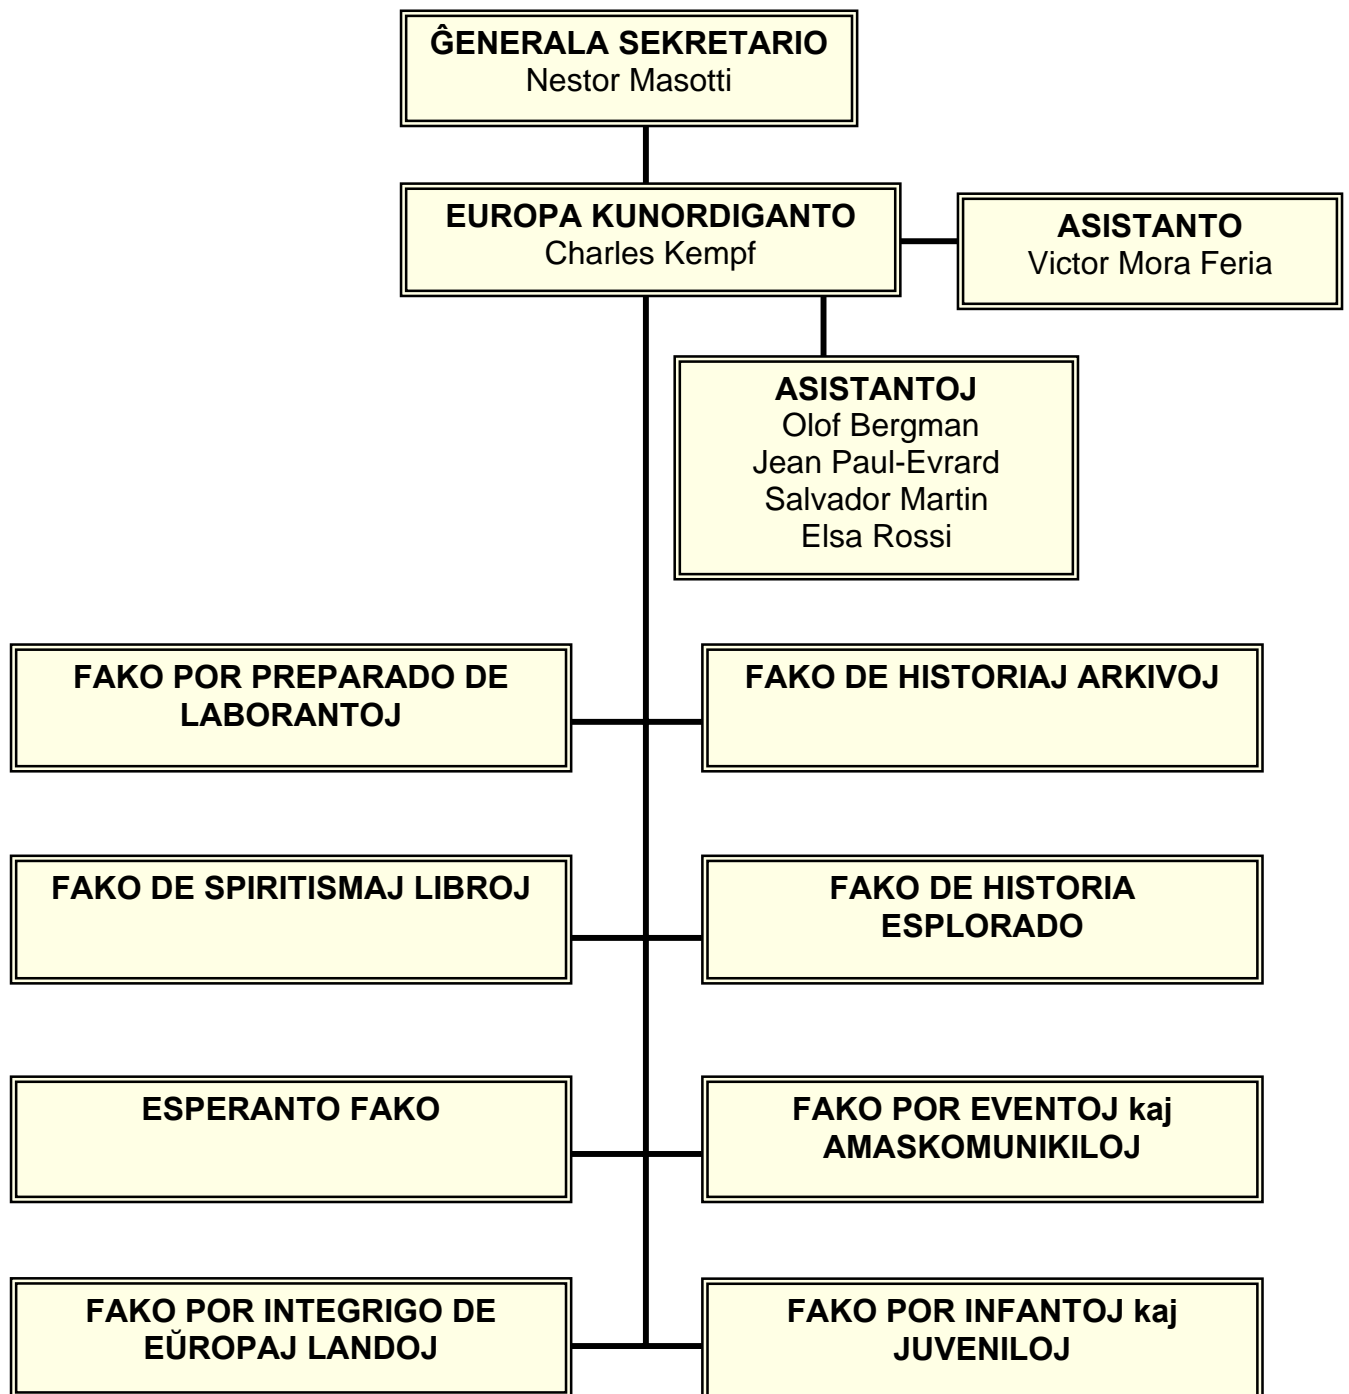 ĜENERALA SEKRETARIO
Nestor Masotti
EUROPA KUNORDIGANTO
Charles Kempf
ASISTANTO
Victor Mora Feria
ASISTANTOJ
Olof Bergman
Jean Paul-Evrard
Salvador Martin
Elsa Rossi
FAKO POR PREPARADO DE
LABORANTOJ
FAKO DE HISTORIAJ ARKIVOJ
FAKO DE SPIRITISMAJ LIBROJ
FAKO DE HISTORIA
ESPLORADO
ESPERANTO FAKO
FAKO POR EVENTOJ kaj
AMASKOMUNIKILOJ
FAKO POR INTEGRIGO DE
EŬROPAJ LANDOJ
FAKO POR INFANTOJ kaj
JUVENILOJ